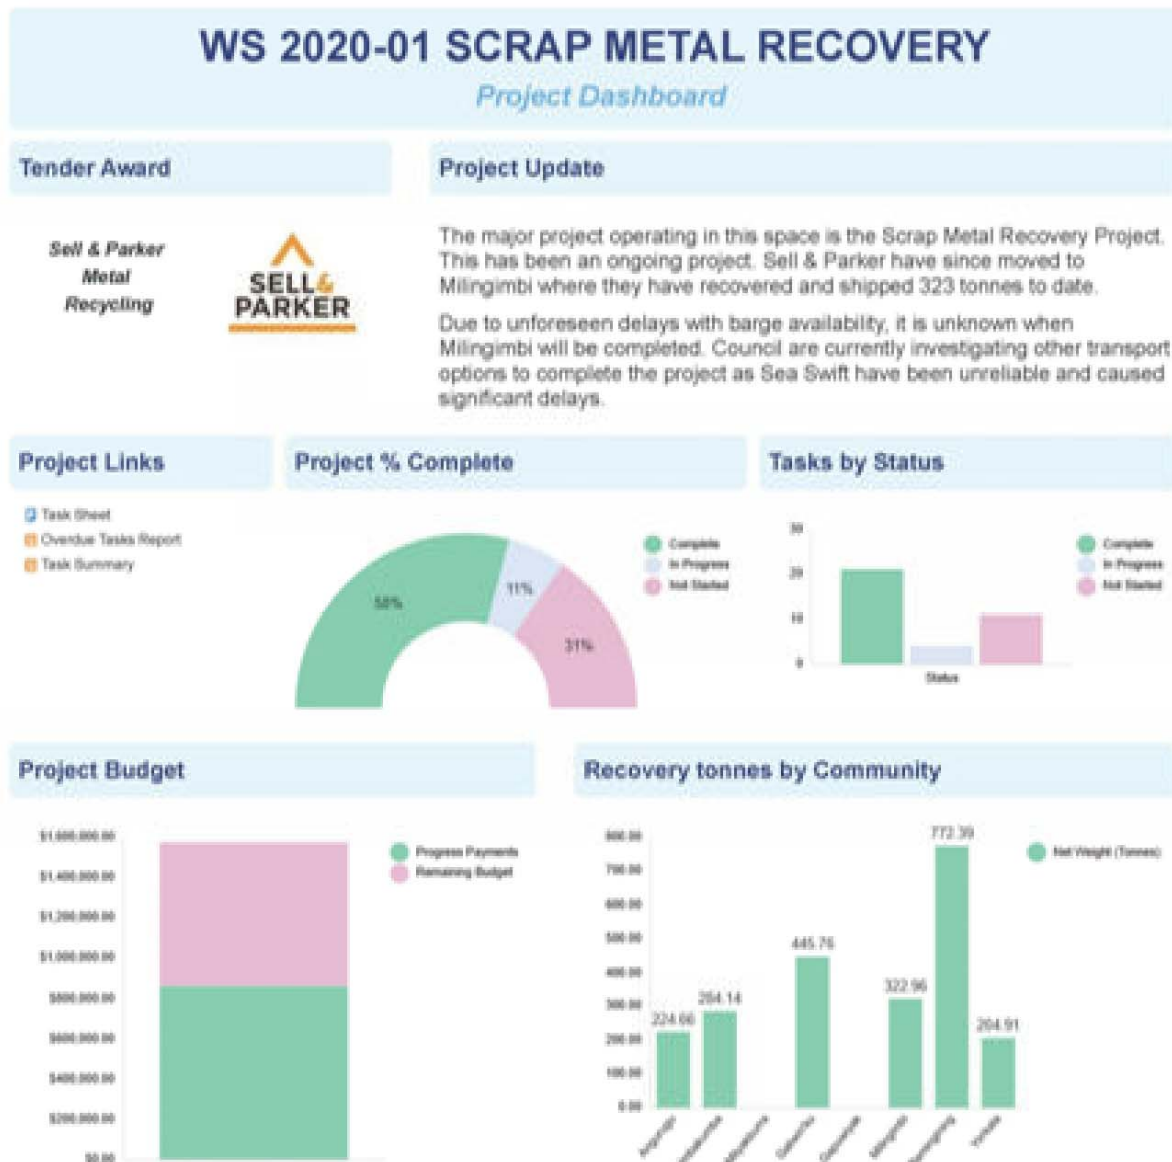 WS 2020-01 SCRAP METAL RECOVERY
Project Dashboard
Tender Award
Sell & Parker
Metal
Recycling
SELL&
PARKER
Project Update
The major project operating in this space is the Scrap Metal Recovery Project.
This has been an ongoing project. Sell & Parker have since moved to
Milingimbi where they have recovered and shipped 323 tonnes to date.
Due to unforeseen delays with barge availability, it is unknown when
Milingimbi will be completed. Council are currently investigating other transport
options to complete the project as Sea Swift have been unreliable and caused
significant delays.
Project Links
Task Sheet
Overdue Tasks Report
Task Summary
Project % Complete
58%
11%
31%
Complete
In Progress
Not Started
Tasks by Status
30
20
10
0
Status
Complete
In Progress
Not Started
Project Budget
$1,600,000.00
$1,400,000.00
$1,200,000.00
$1,000,000.00
$800,000.00
$600,000.00
$400,000.00
$200,000.00
$0.00
Progress Payments
Remaining Budget
Recovery tonnes by Community
800.00
700.00
600.00
500.00
400.00
300.00
200.00
100.00
0.00
224.66
284.14
445.76
322.96
772.39
204.91
Net Weight (Tonnes)
Angurugu
Milingimbi